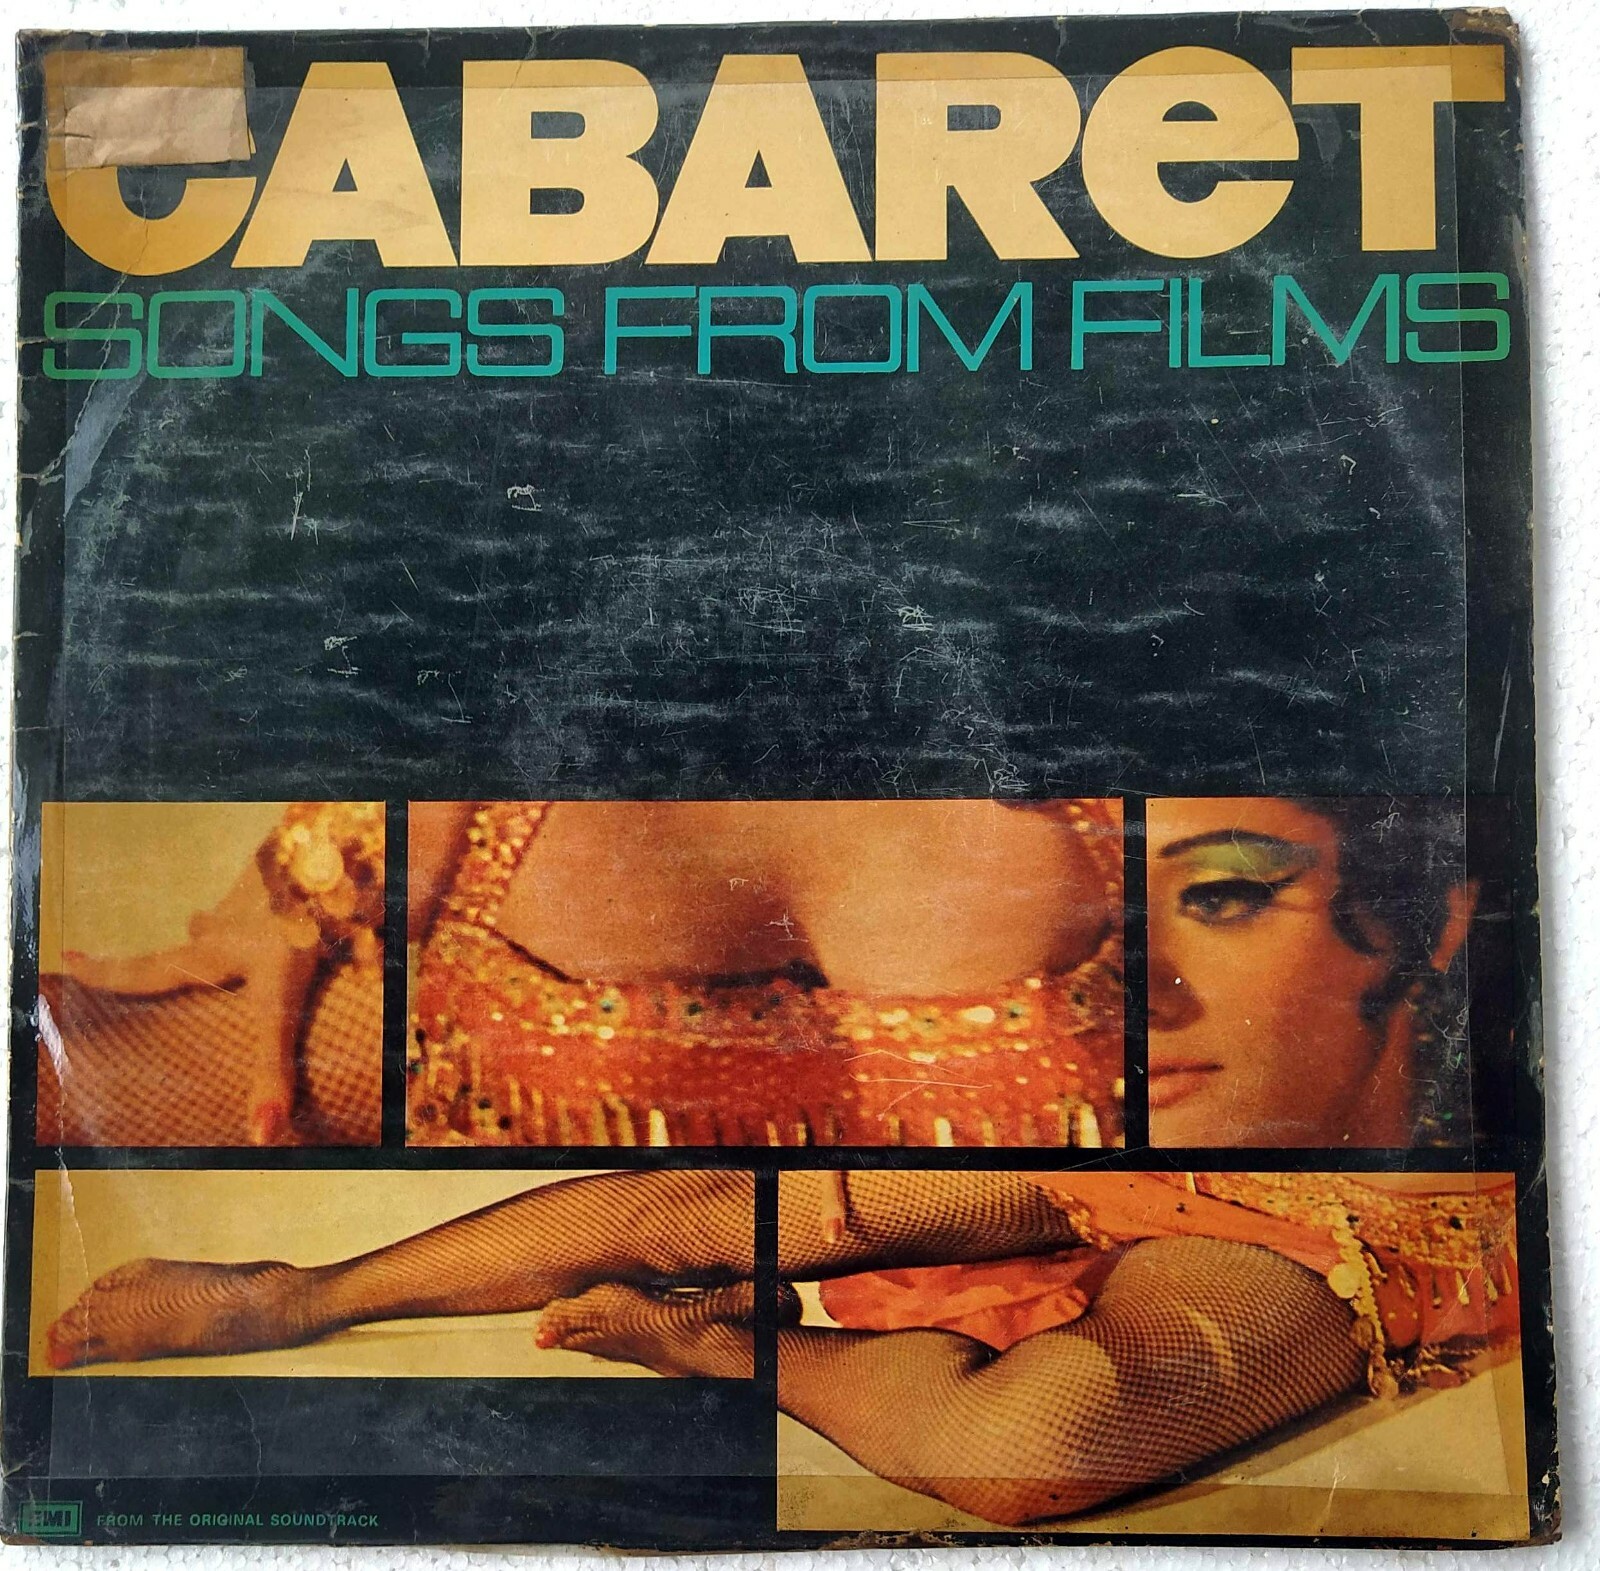 CABAReT
SONGS FROM FILMS
EMI
FROM THE ORIGINAL SOUNDTRACK